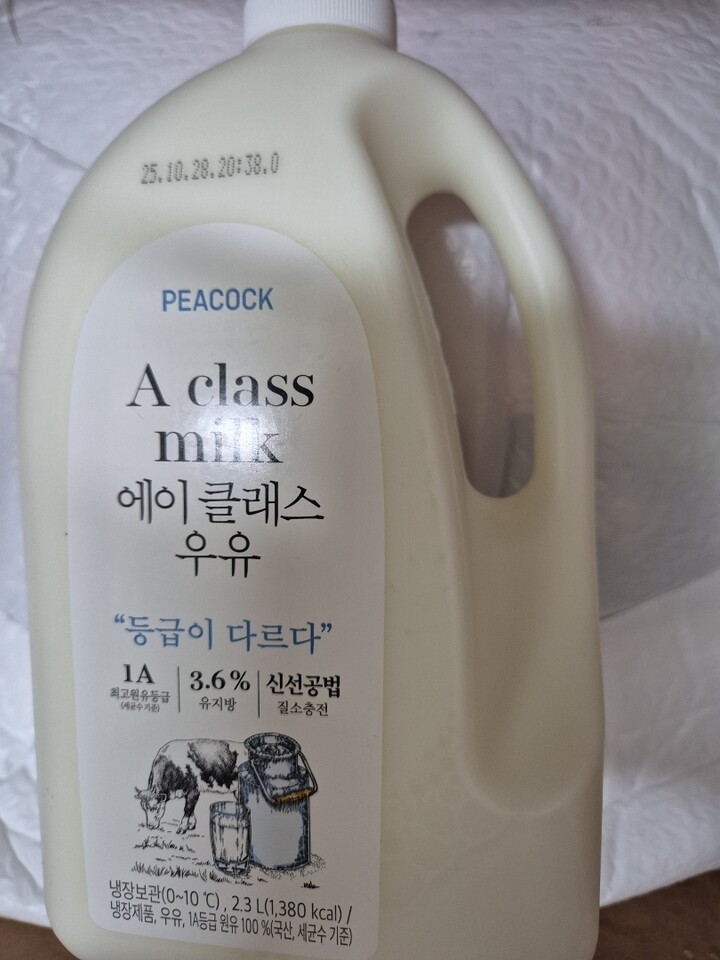 25.10.28.20:38.0
PEACOCK
A class
milk
에이 클래스
우유
“등급이 다르다”
1A
최고원유등급
(세균수 기준)
3.6%
유지방
신선공법
질소충전
냉장보관(0~10 ℃) , 2.3 L(1,380 kcal) /
냉장제품, 우유, 1A등급 원유 100 %(국산, 세균수 기준)